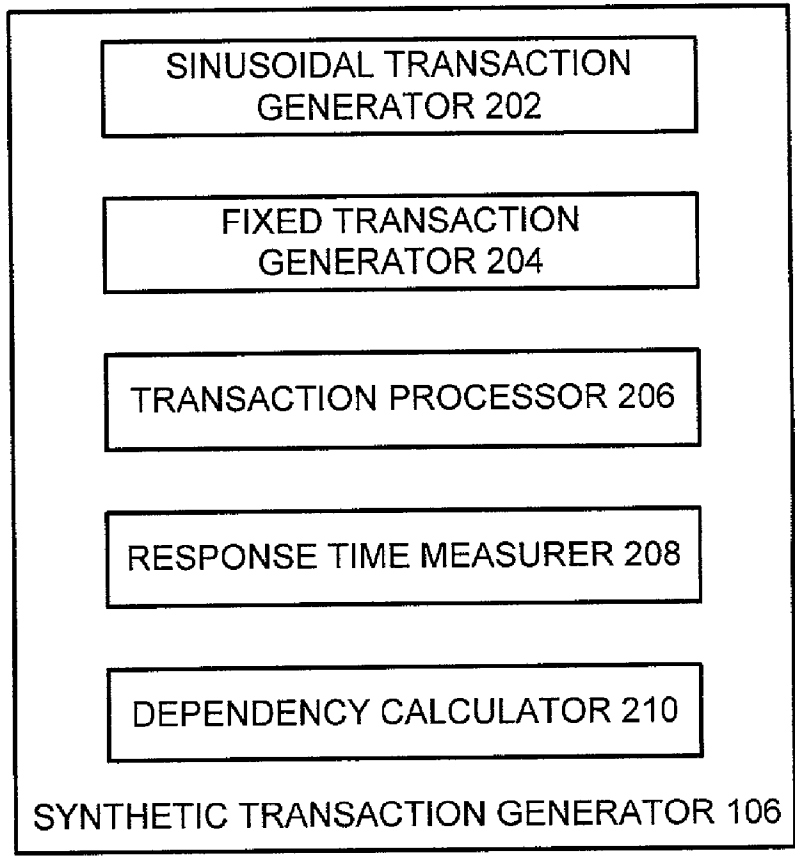 SINUSOIDAL TRANSACTION
GENERATOR 202
FIXED TRANSACTION
GENERATOR 204
TRANSACTION PROCESSOR 206
RESPONSE TIME MEASURER 208
DEPENDENCY CALCULATOR 210
SYNTHETIC TRANSACTION GENERATOR 106